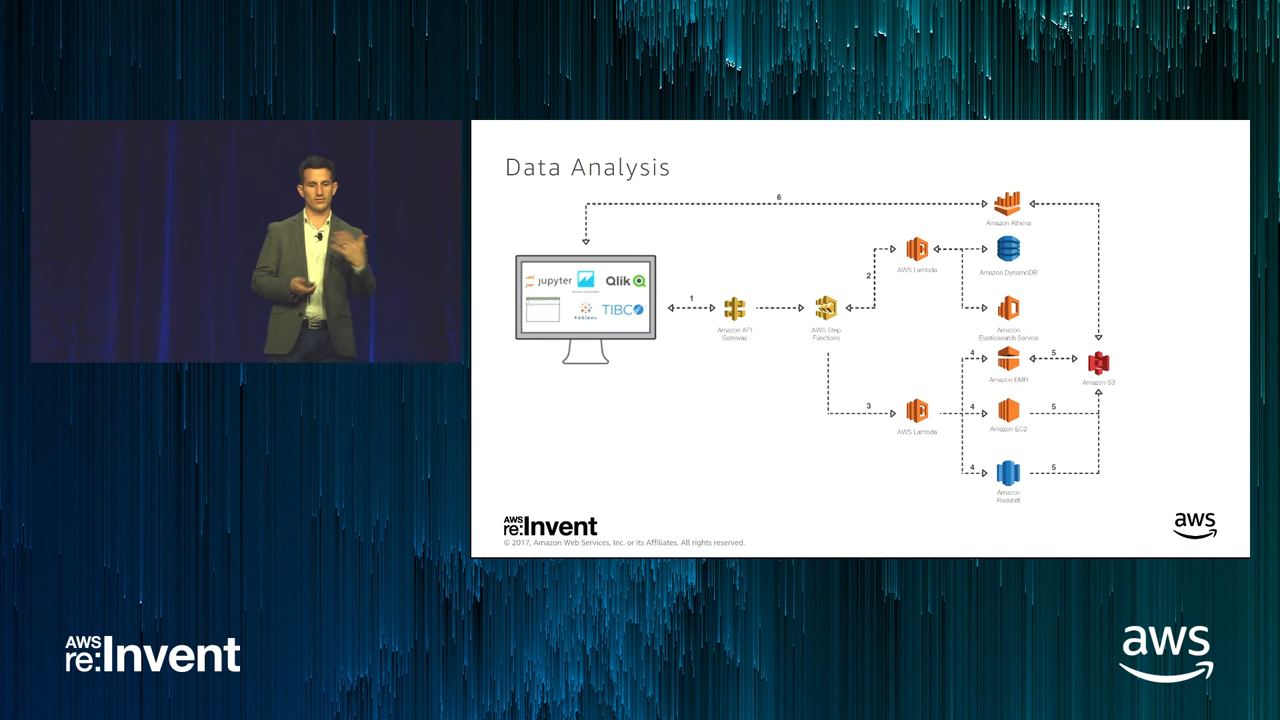 Data Analysis
6
Amazon Athena
jupyter
Qlik
tableau
TIBCO
1
Amazon API
Gateway
AWS Step
Functions
2
AWS Lambda
Amazon DynamoDB
Amazon
Elasticsearch Service
4
Amazon EMR
5
Amazon S3
3
AWS Lambda
4
Amazon EC2
5
4
Amazon
Redshift
5
AWS
re:Invent
© 2017, Amazon Web Services, Inc. or its Affiliates. All rights reserved.
aws
AWS
re:Invent
aws